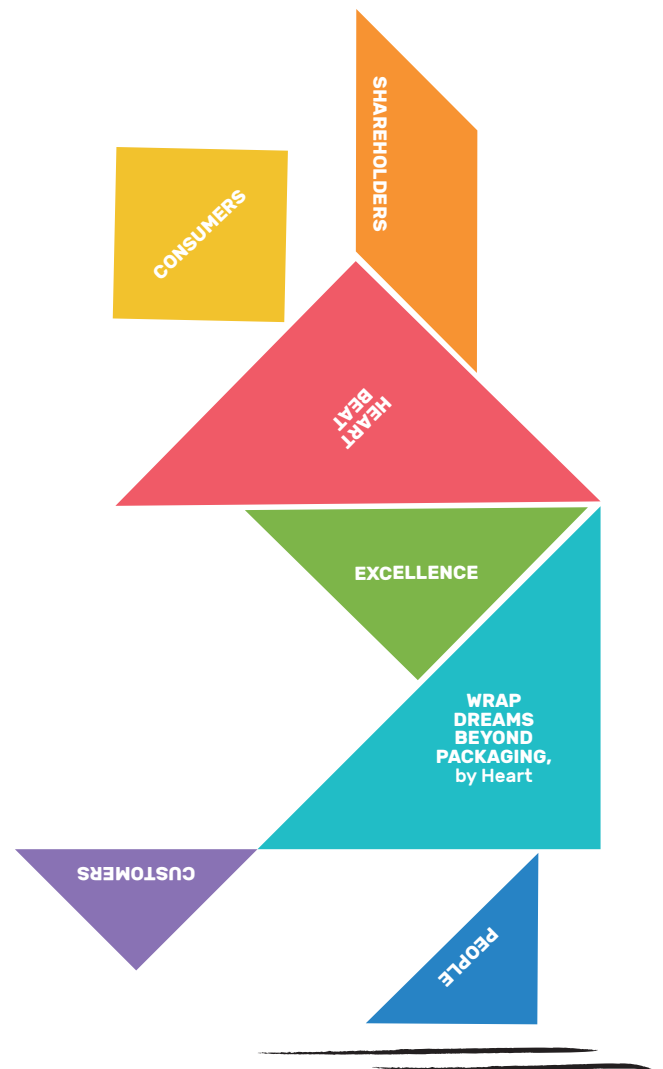 SHAREHOLDERS
CONSUMERS
HEART
BEAT
EXCELLENCE
WRAP
DREAMS
BEYOND
PACKAGING,
by Heart
CUSTOMERS
PEOPLE